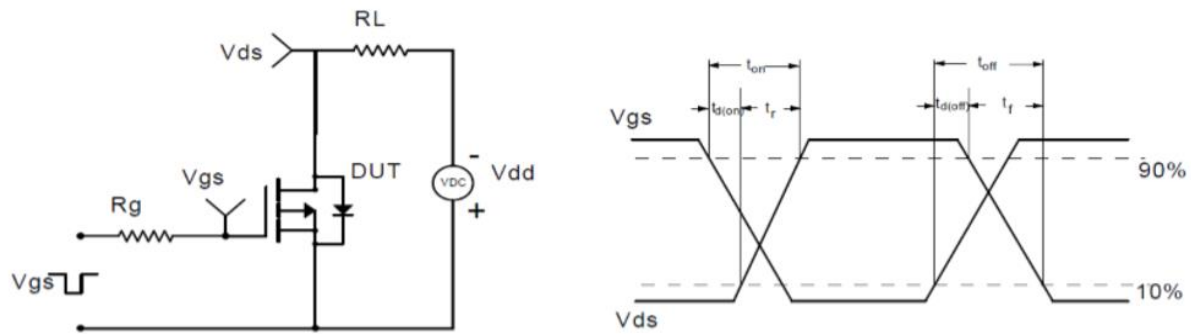 RL
Vds
Vgs
DUT
VDC
-
Vdd
+
Rg
Vgs
ton
toff
td(on)
tr
td(off)
tf
Vgs
90%
10%
Vds